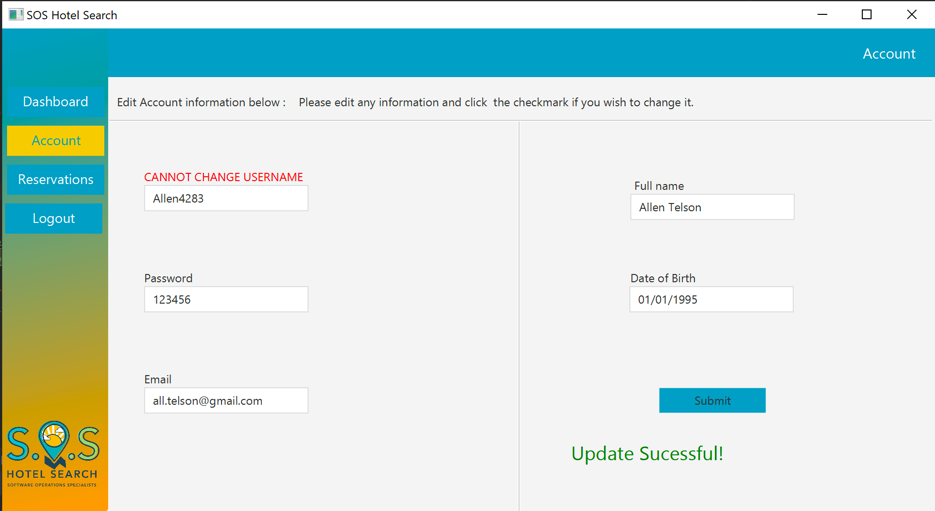 SOS Hotel Search
Account
Dashboard
Account
Reservations
Logout
Edit Account information below : Please edit any information and click the checkmark if you wish to change it.
CANNOT CHANGE USERNAME
Allen4283
Full name
Allen Telson
Password
123456
Date of Birth
01/01/1995
Email
all.telson@gmail.com
Submit
Update Sucessful!
S.O.S
HOTEL SEARCH
SOFTWARE OPERATIONS SPECIALISTS